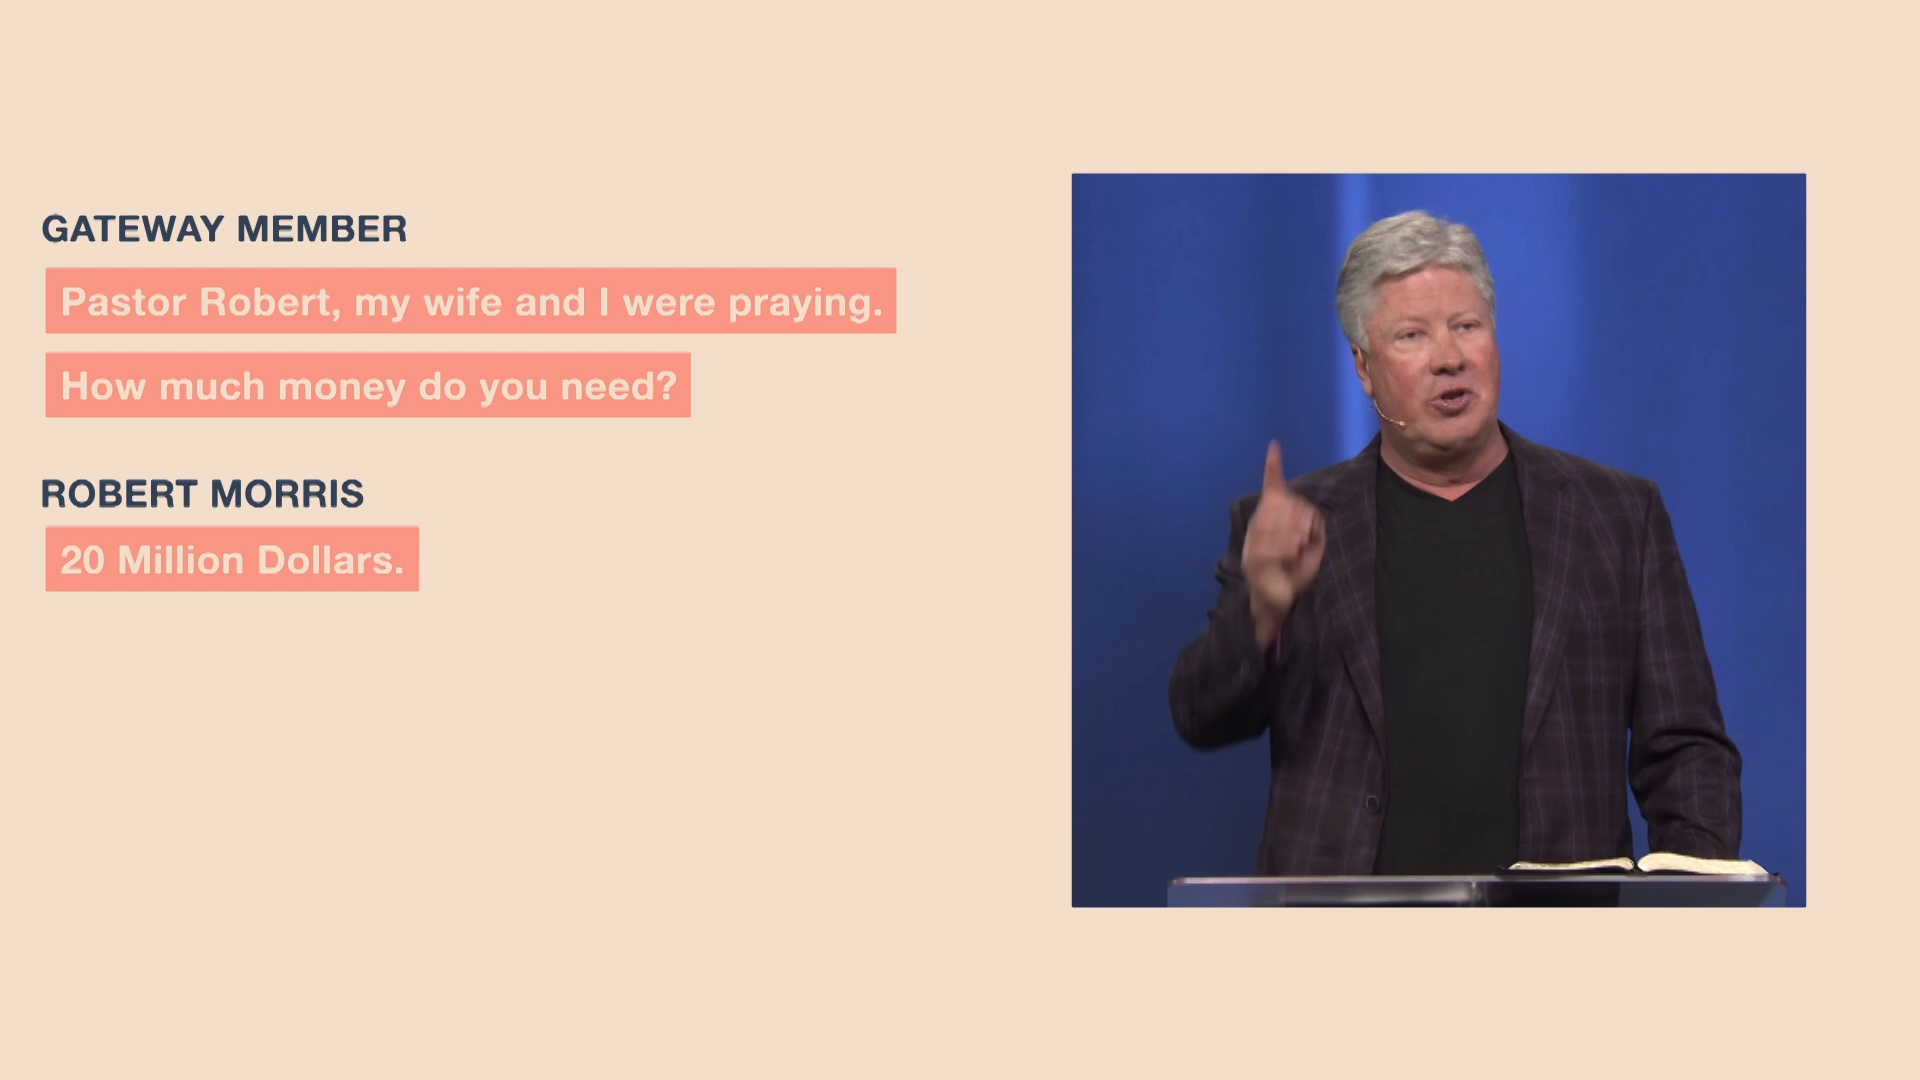 GATEWAY MEMBER
Pastor Robert, my wife and I were praying.
How much money do you need?
ROBERT MORRIS
20 Million Dollars.